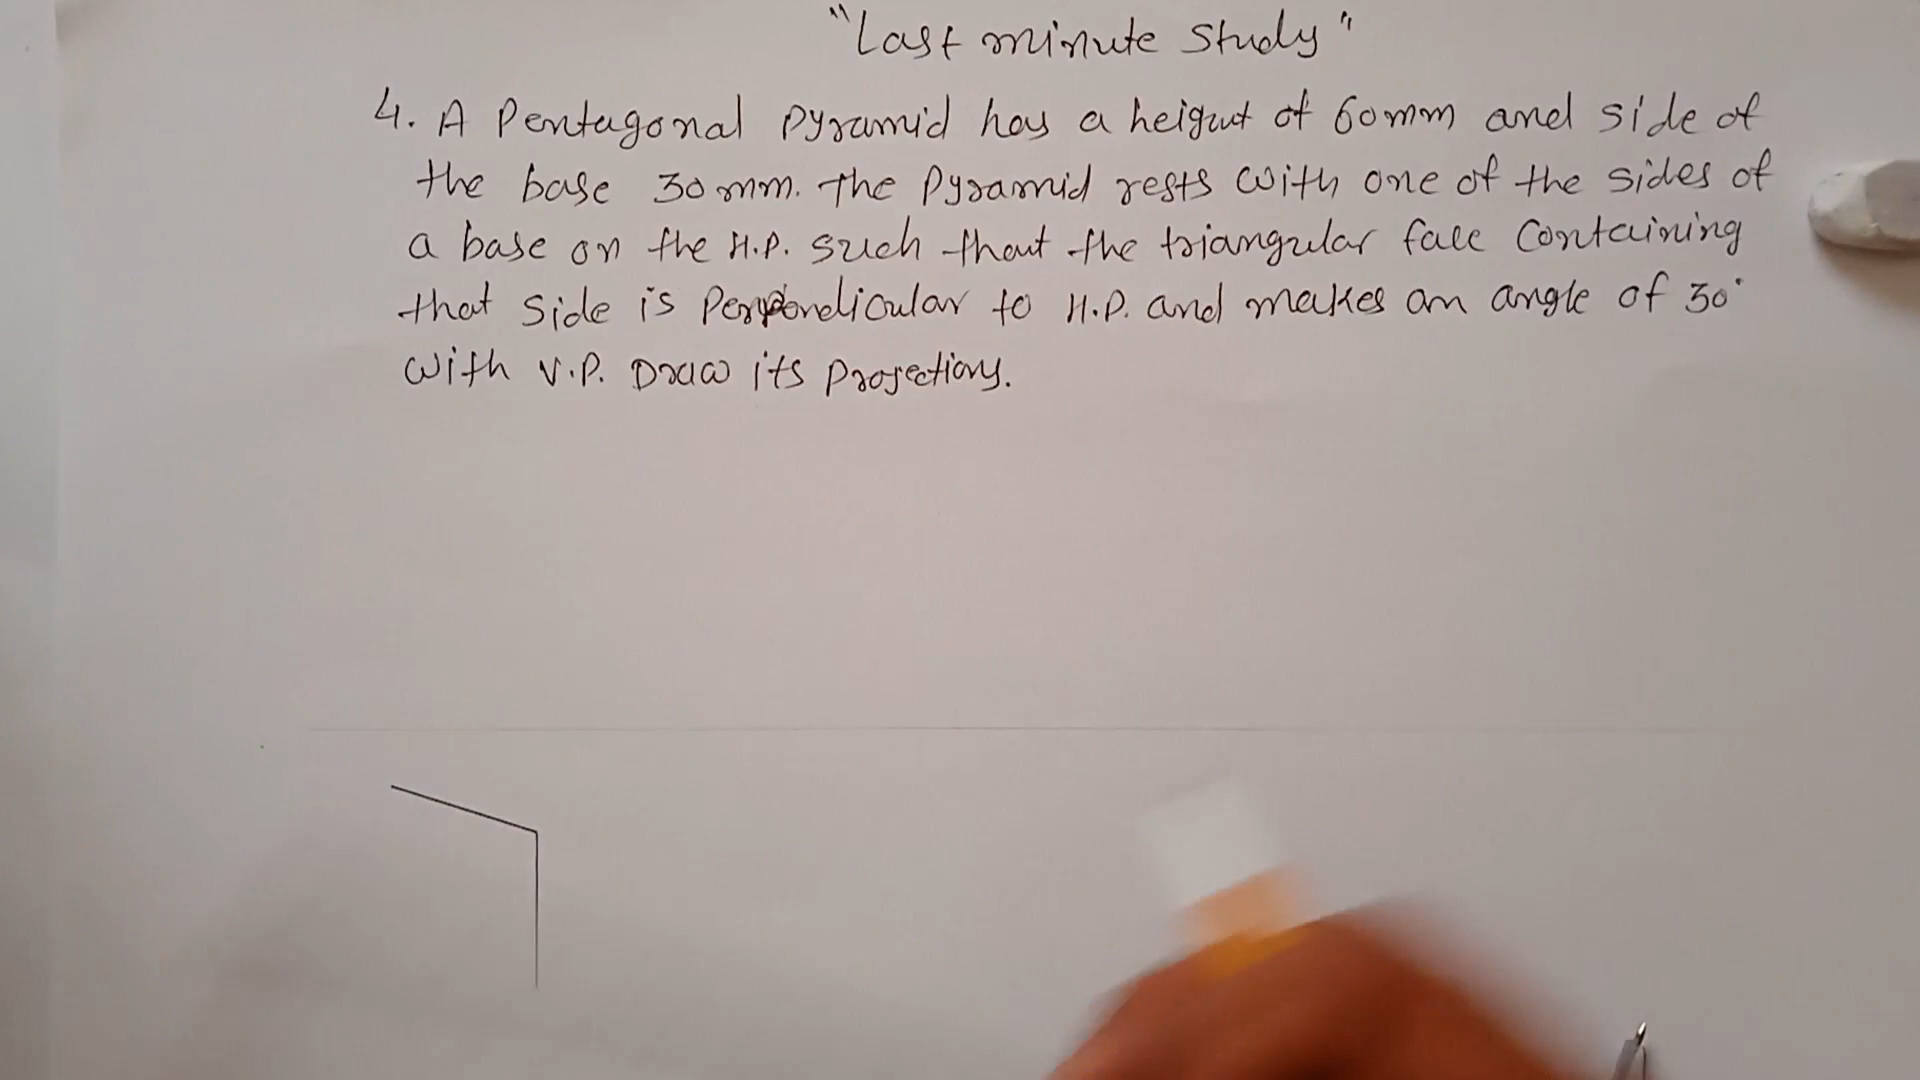 "Last minute Study"
4. A Pentagonal Pyramid has a height of 60mm and side of
the base 30mm. The Pyramid rests with one of the sides of
a base on the H.P. such that the triangular face Containing
that side is Perpendicular to H.P. and makes an angle of 30°
with V.P. Draw its Projections.